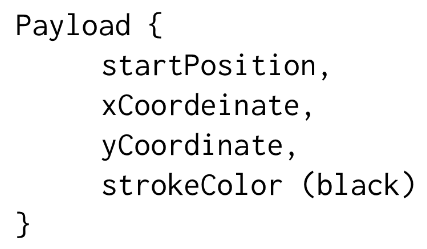 Payload {
startPosition,
xCoordeinate,
yCoordinate,
strokeColor (black)
}